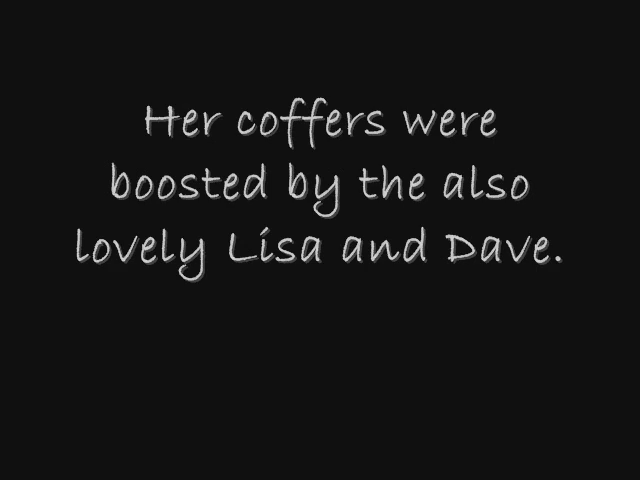 Her coffers were
boosted by the also
lovely Lisa and Dave.